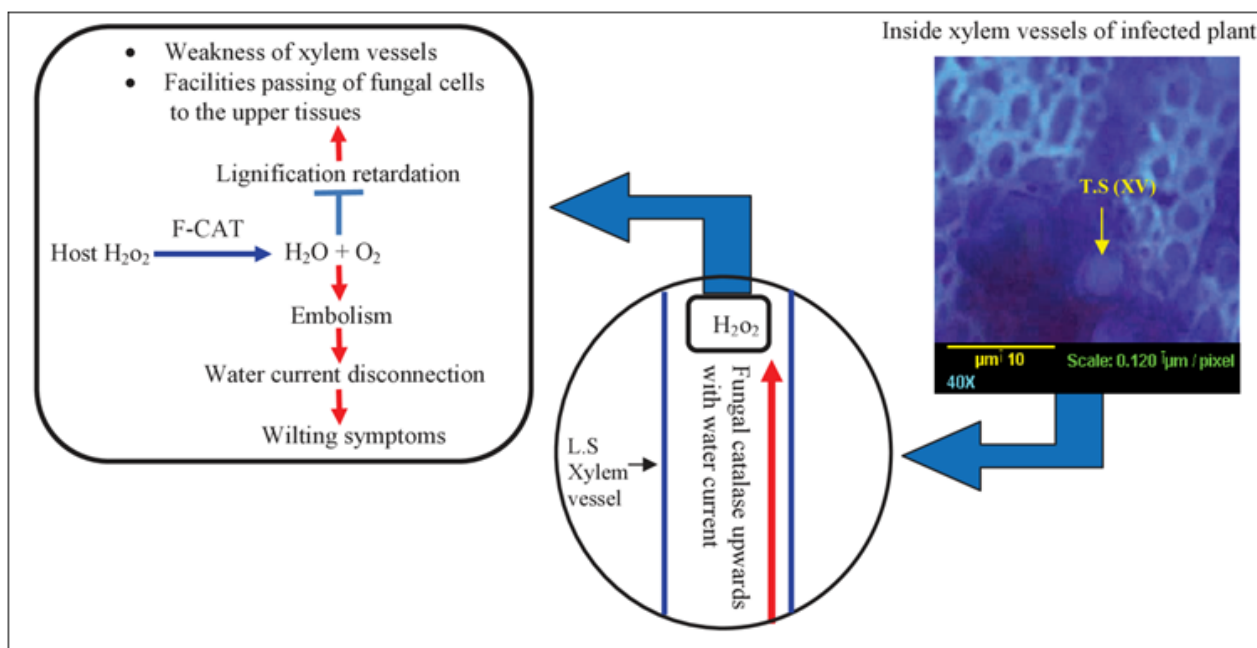 • Weakness of xylem vessels
• Facilities passing of fungal cells
to the upper tissues
Lignification retardation
F-CAT
Host H₂o₂
H₂O + O₂
Embolism
Water current disconnection
Wilting symptoms
H₂o₂
Fungal catalase upwards
with water current
L.S
Xylem
vessel
Inside xylem vessels of infected plant
T.S (XV)
µm 10
Scale: 0.120 µm / pixel
40X